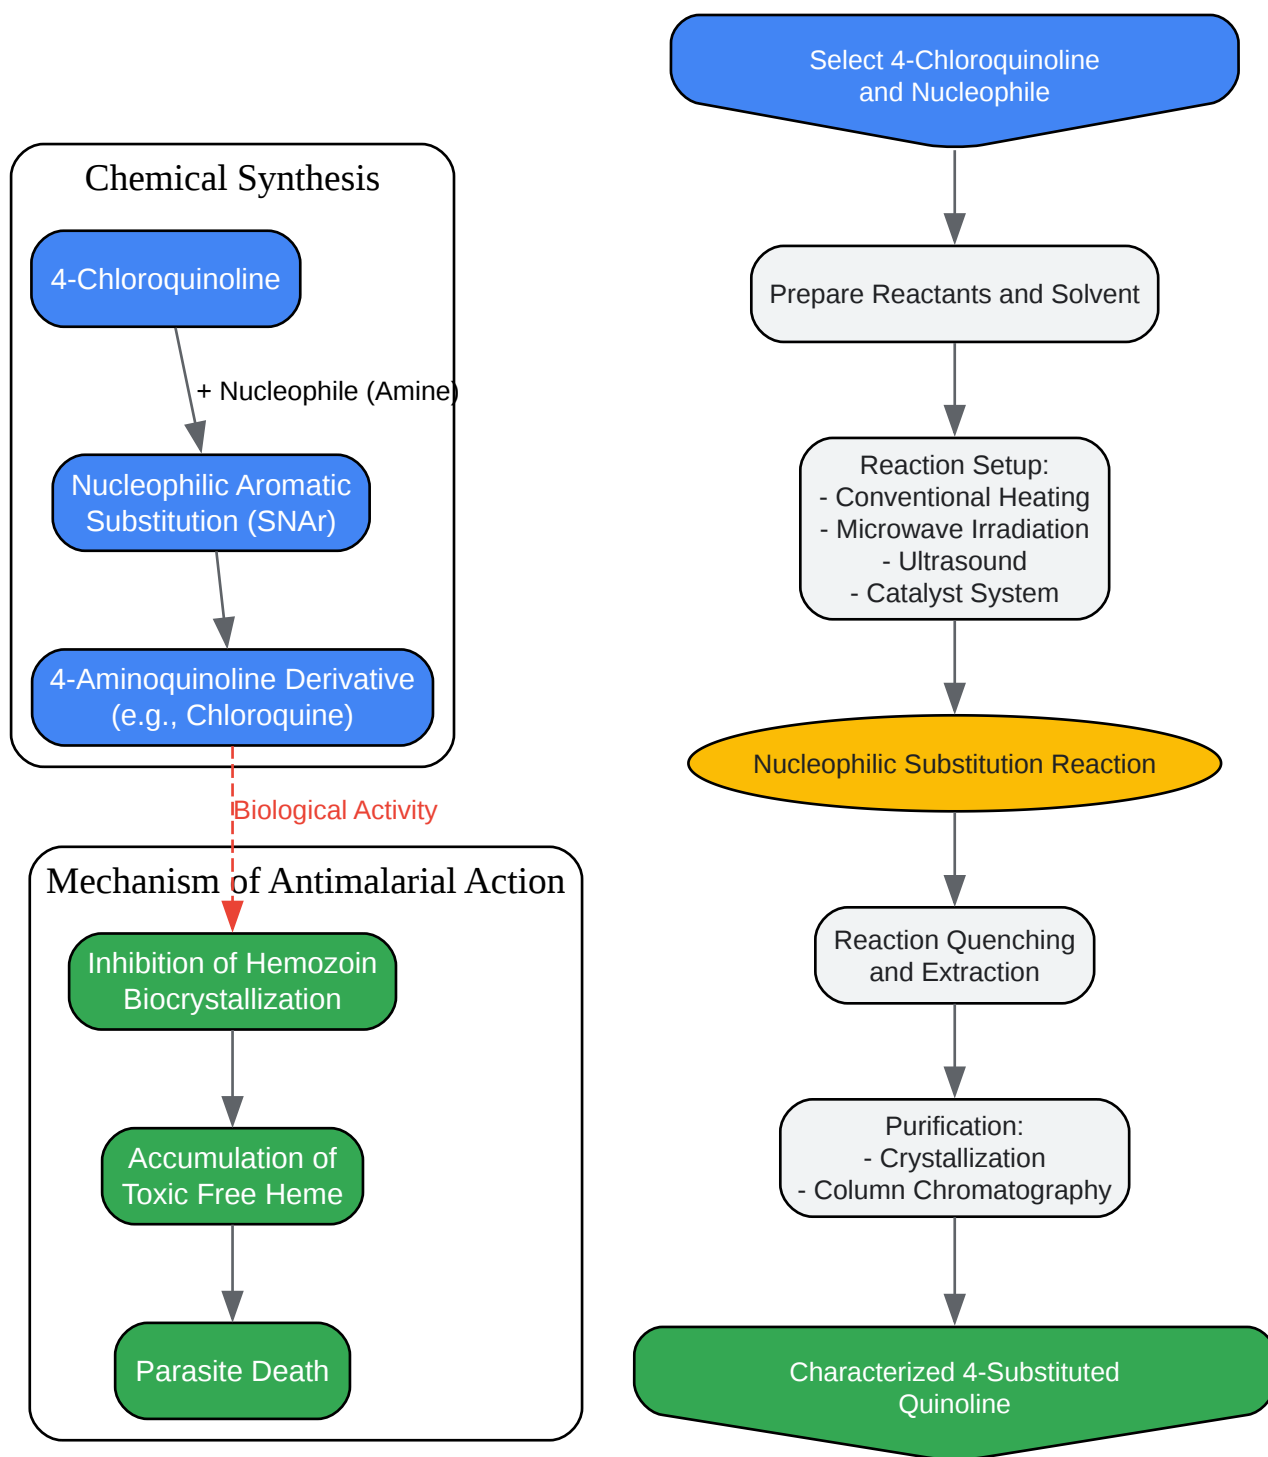 Chemical Synthesis
4-Chloroquinoline
+ Nucleophile (Amine)
Nucleophilic Aromatic
Substitution (SNAr)
4-Aminoquinoline Derivative
(e.g., Chloroquine)
Biological Activity
Mechanism of Antimalarial Action
Inhibition of Hemozoin
Biocrystallization
Accumulation of
Toxic Free Heme
Parasite Death
Select 4-Chloroquinoline
and Nucleophile
Prepare Reactants and Solvent
Reaction Setup:
- Conventional Heating
- Microwave Irradiation
- Ultrasound
- Catalyst System
Nucleophilic Substitution Reaction
Reaction Quenching
and Extraction
Purification:
- Crystallization
- Column Chromatography
Characterized 4-Substituted
Quinoline